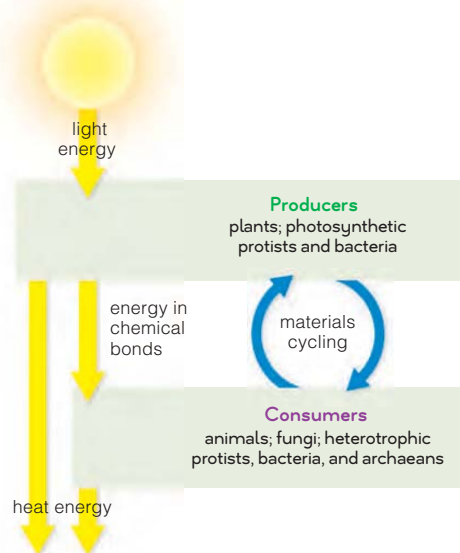 light
energy
Producers
plants; photosynthetic
protists and bacteria
energy in
chemical
bonds
materials
cycling
Consumers
animals; fungi; heterotrophic
protists, bacteria, and archaeans
heat energy